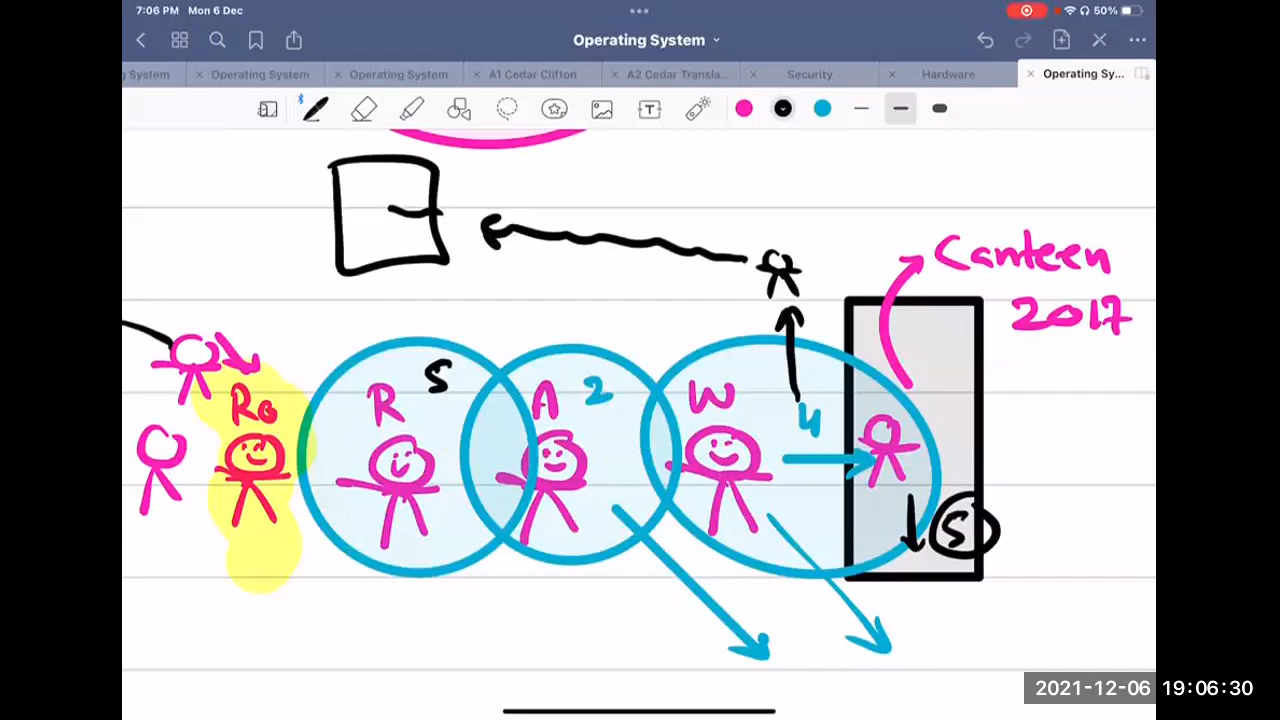 7:06 PM Mon 6 Dec
50%
Operating System
g System
Operating System
Operating System
A1 Cedar Clifton
A2 Cedar Transla...
Security
Hardware
Operating Sy...
T
Canteen
2017
Ro
R
S
A
2
W
4
S
2021-12-06 19:06:30